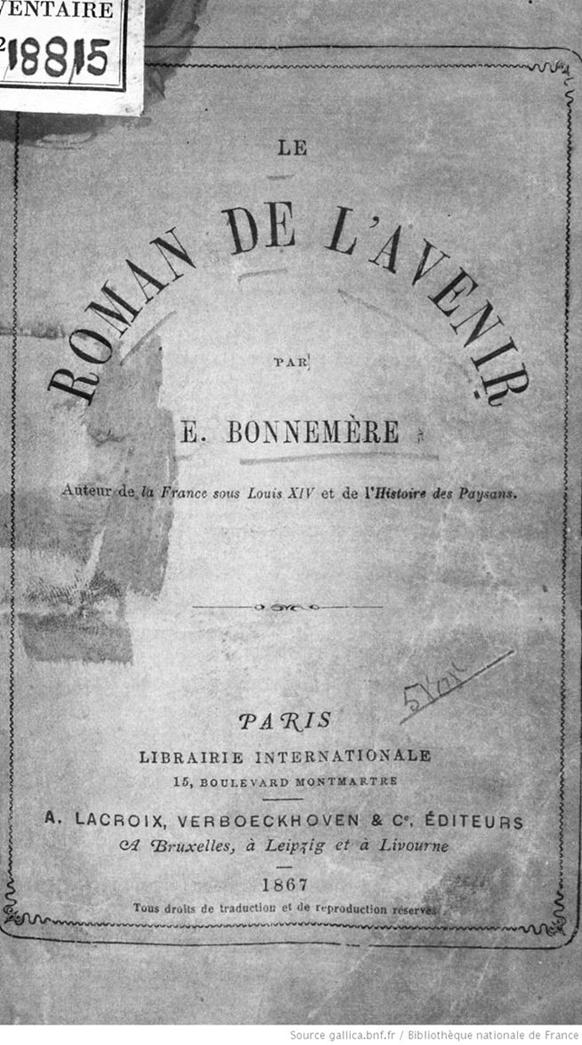 VENTAIRE
18815
LE
ROMAN DE L'AVENIR
PAR
E. BONNEMÈRE
Auteur de la France sous Louis XIV et de l'Histoire des Paysans.
PARIS
LIBRAIRIE INTERNATIONALE
15, BOULEVARD MONTMARTRE
A. LACROIX, VERBOECKHOVEN & Cᵉ, ÉDITEURS
A Bruxelles, à Leipzig et à Livourne
1867
Tous droits de traduction et de reproduction réservés
Source gallica.bnf.fr / Bibliothèque nationale de France